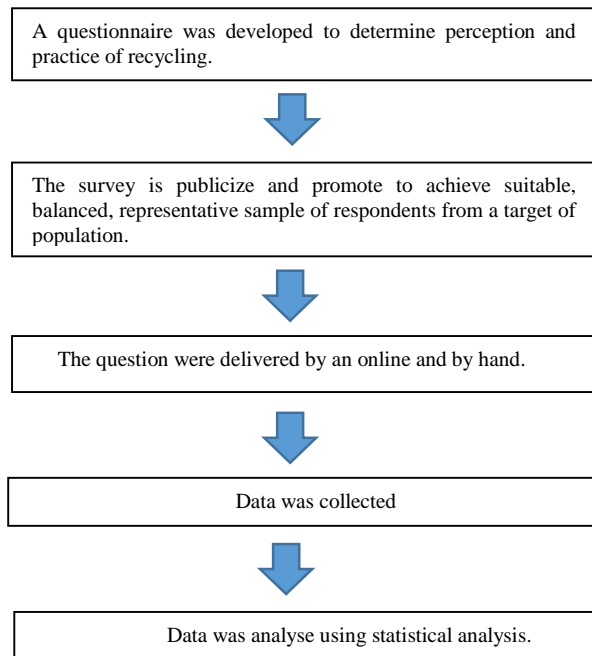 A questionnaire was developed to determine perception and
practice of recycling.
The survey is publicize and promote to achieve suitable,
balanced, representative sample of respondents from a target of
population.
The question were delivered by an online and by hand.
Data was collected
Data was analyse using statistical analysis.